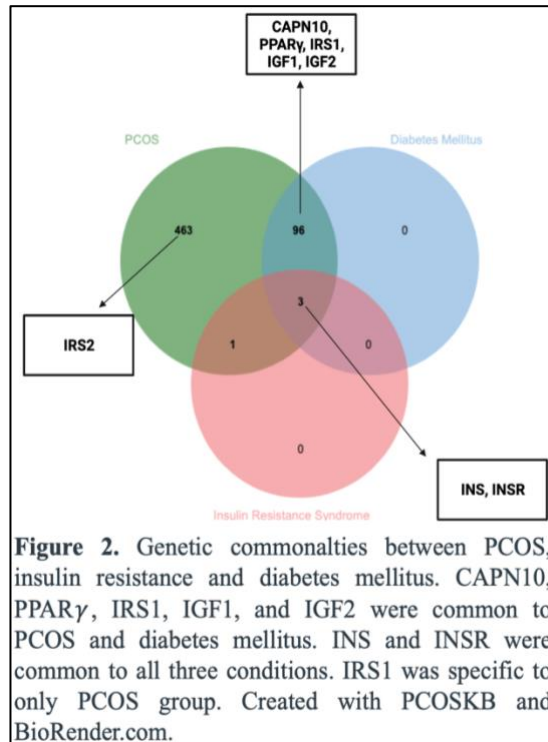 CAPN10,
PPARγ, IRS1,
IGF1, IGF2
PCOS
Diabetes Mellitus
463
96
0
3
IRS2
1
0
0
INS, INSR
Insulin Resistance Syndrome
Figure 2. Genetic commonalties between PCOS,
insulin resistance and diabetes mellitus. CAPN10,
PPARγ, IRS1, IGF1, and IGF2 were common to
PCOS and diabetes mellitus. INS and INSR were
common to all three conditions. IRS1 was specific to
only PCOS group. Created with PCOSKB and
BioRender.com.